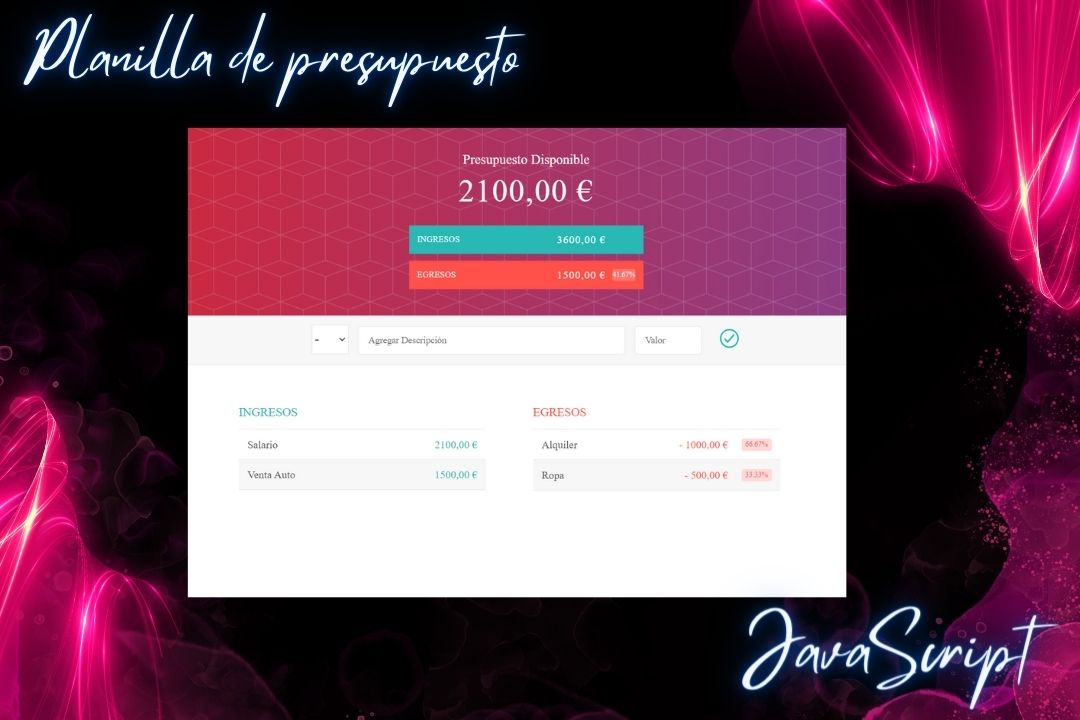 Planilla de presupuesto
Presupuesto Disponible
2100,00 €
INGRESOS 3600,00 €
EGRESOS 1500,00 € 41.67%
- Agregar Descripción Valor
INGRESOS
Salario 2100,00 €
Venta Auto 1500,00 €
EGRESOS
Alquiler - 1000,00 € 66.67%
Ropa - 500,00 € 33.33%
JavaScript